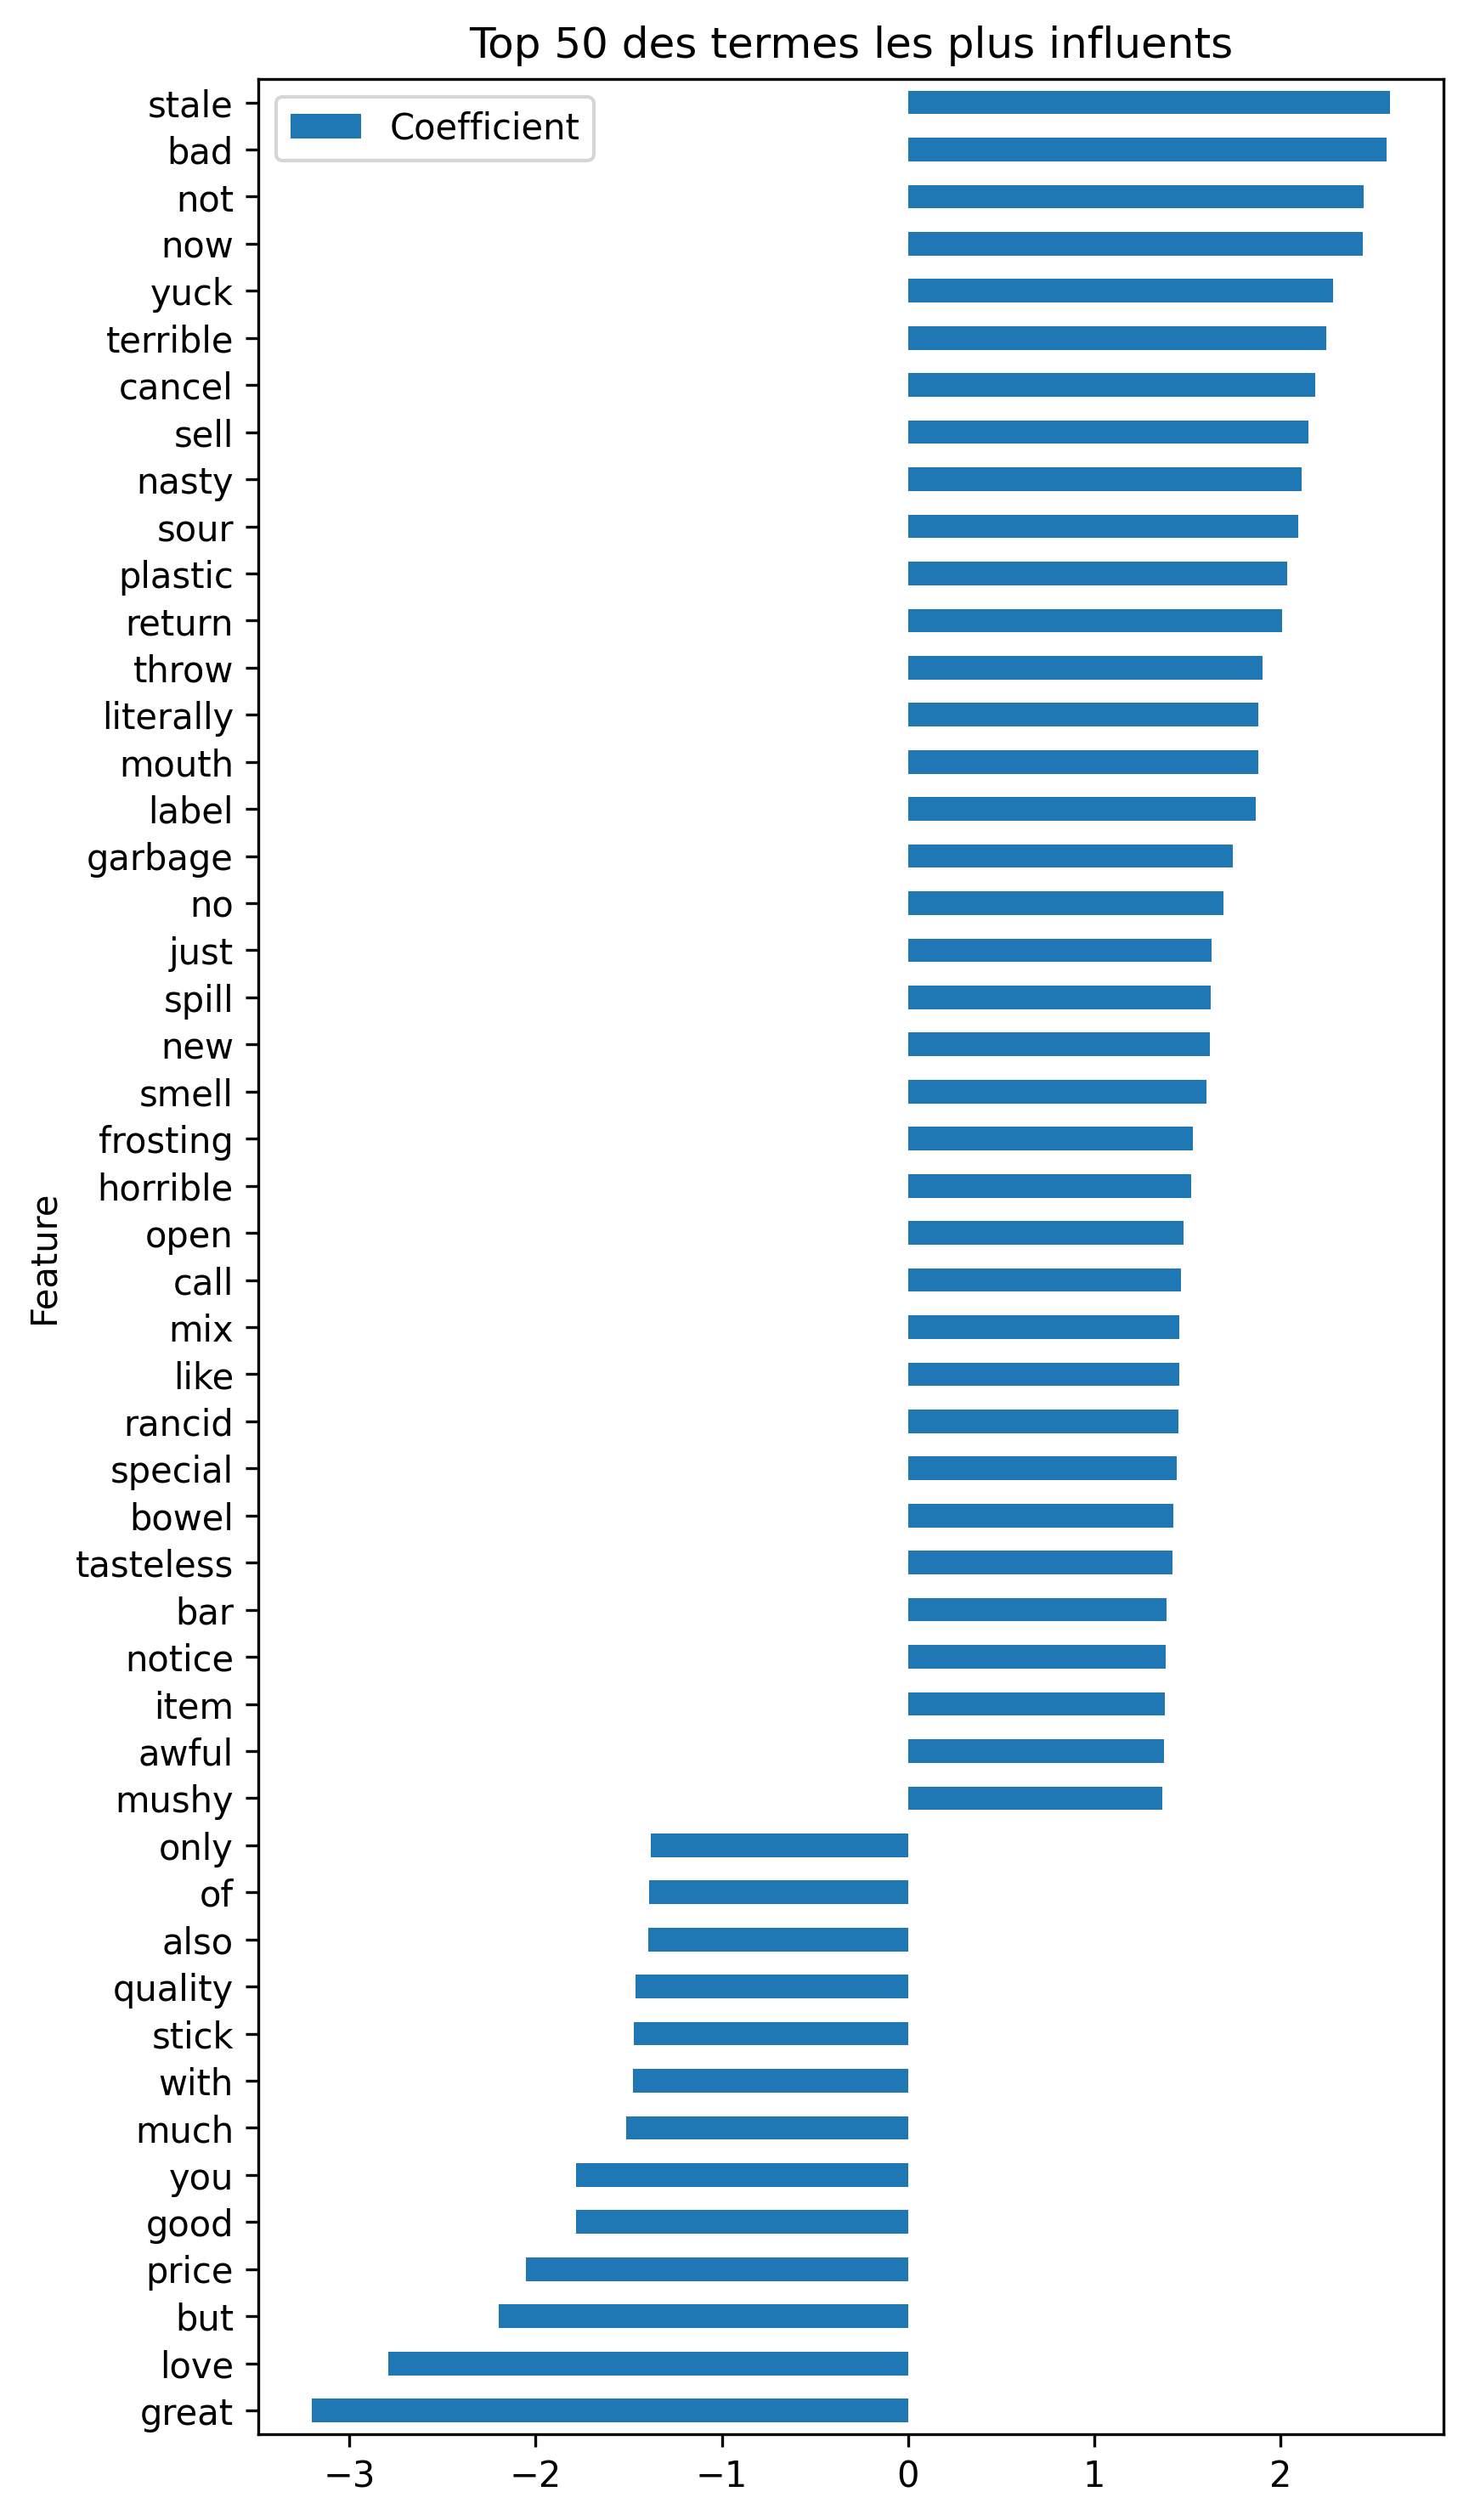 Top 50 des termes les plus influents
Coefficient
stale
bad
not
now
yuck
terrible
cancel
sell
nasty
sour
plastic
return
throw
literally
mouth
label
garbage
no
just
spill
new
smell
frosting
horrible
open
call
mix
like
rancid
special
bowel
tasteless
bar
notice
item
awful
mushy
only
of
also
quality
stick
with
much
you
good
price
but
love
great
Feature
−3 −2 −1 0 1 2